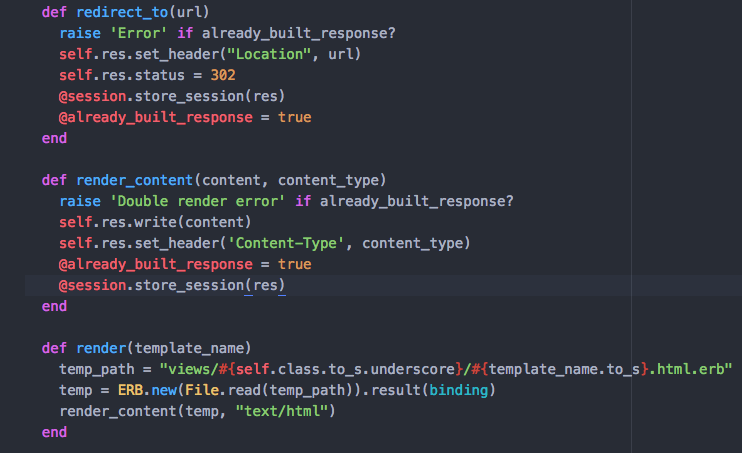 def redirect_to(url)
  raise 'Error' if already_built_response?
  self.res.set_header("Location", url)
  self.res.status = 302
  @session.store_session(res)
  @already_built_response = true
end

def render_content(content, content_type)
  raise 'Double render error' if already_built_response?
  self.res.write(content)
  self.res.set_header('Content-Type', content_type)
  @already_built_response = true
  @session.store_session(res)
end

def render(template_name)
  temp_path = "views/#{self.class.to_s.underscore}/#{template_name.to_s}.html.erb"
  temp = ERB.new(File.read(temp_path)).result(binding)
  render_content(temp, "text/html")
end